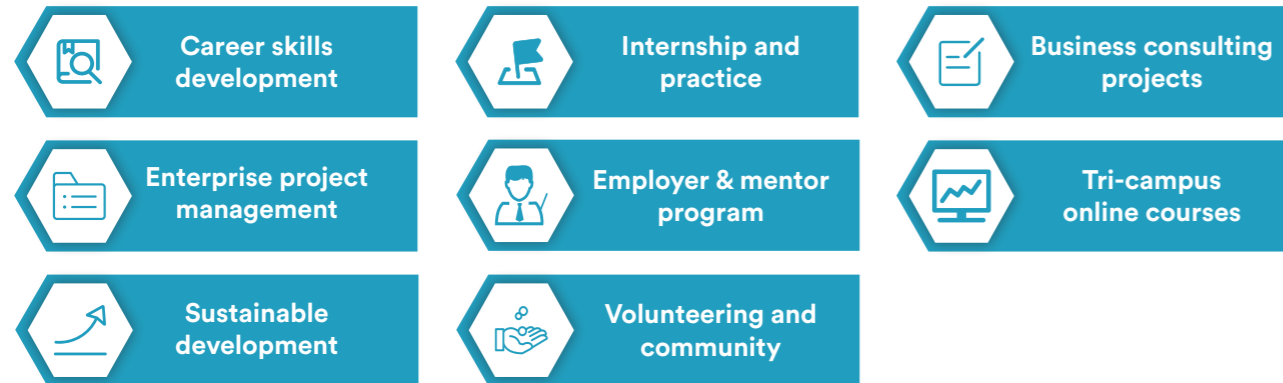 Career skills
development
Internship and
practice
Business consulting
projects
Enterprise project
management
Employer & mentor
program
Tri-campus
online courses
Sustainable
development
Volunteering and
community